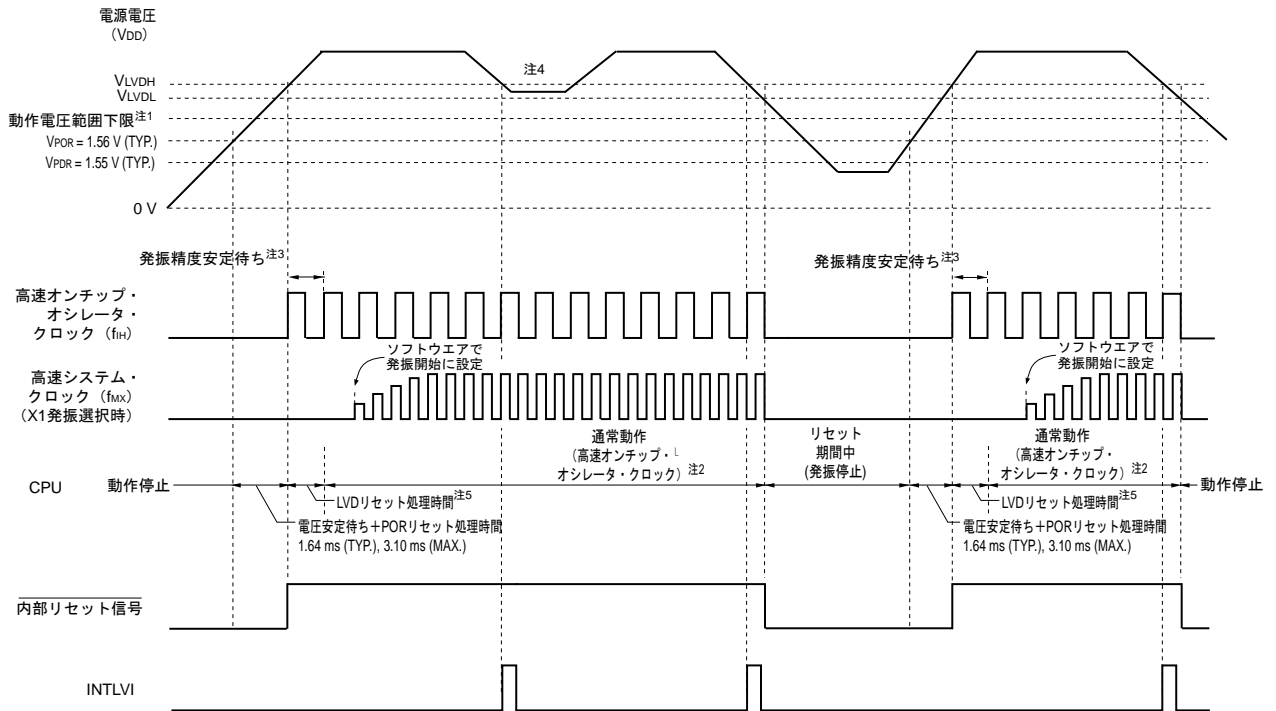 電源電圧
（VDD）
注4
VLVDH
VLVDL
動作電圧範囲下限注1
VPOR = 1.56 V (TYP.)
VPDR = 1.55 V (TYP.)
0 V
発振精度安定待ち注3
発振精度安定待ち注3
高速オンチップ・
オシレータ・
クロック（fIH）
ソフトウエアで
発振開始に設定
ソフトウエアで
発振開始に設定
高速システム・
クロック（fMX）
（X1発振選択時）
通常動作
（高速オンチップ・
オシレータ・クロック）注2
リセット
期間中
(発振停止)
通常動作
（高速オンチップ・
オシレータ・クロック）注2
CPU
動作停止
動作停止
LVDリセット処理時間注5
LVDリセット処理時間注5
電圧安定待ち＋PORリセット処理時間
1.64 ms (TYP.), 3.10 ms (MAX.)
電圧安定待ち＋PORリセット処理時間
1.64 ms (TYP.), 3.10 ms (MAX.)
内部リセット信号
INTLVI